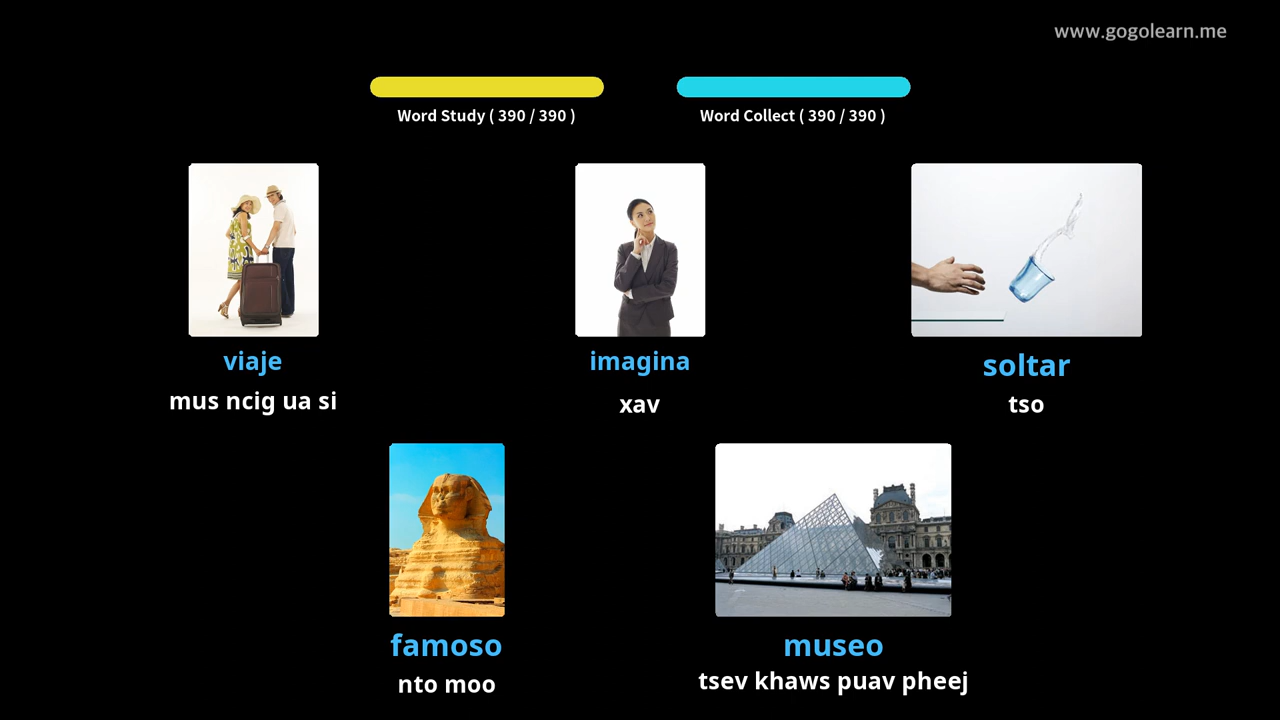 www.gogolearn.me
Word Study ( 390 / 390 )
Word Collect ( 390 / 390 )
viaje
imagina
soltar
mus ncig ua si
xav
tso
famoso
museo
nto moo
tsev khaws puav pheej